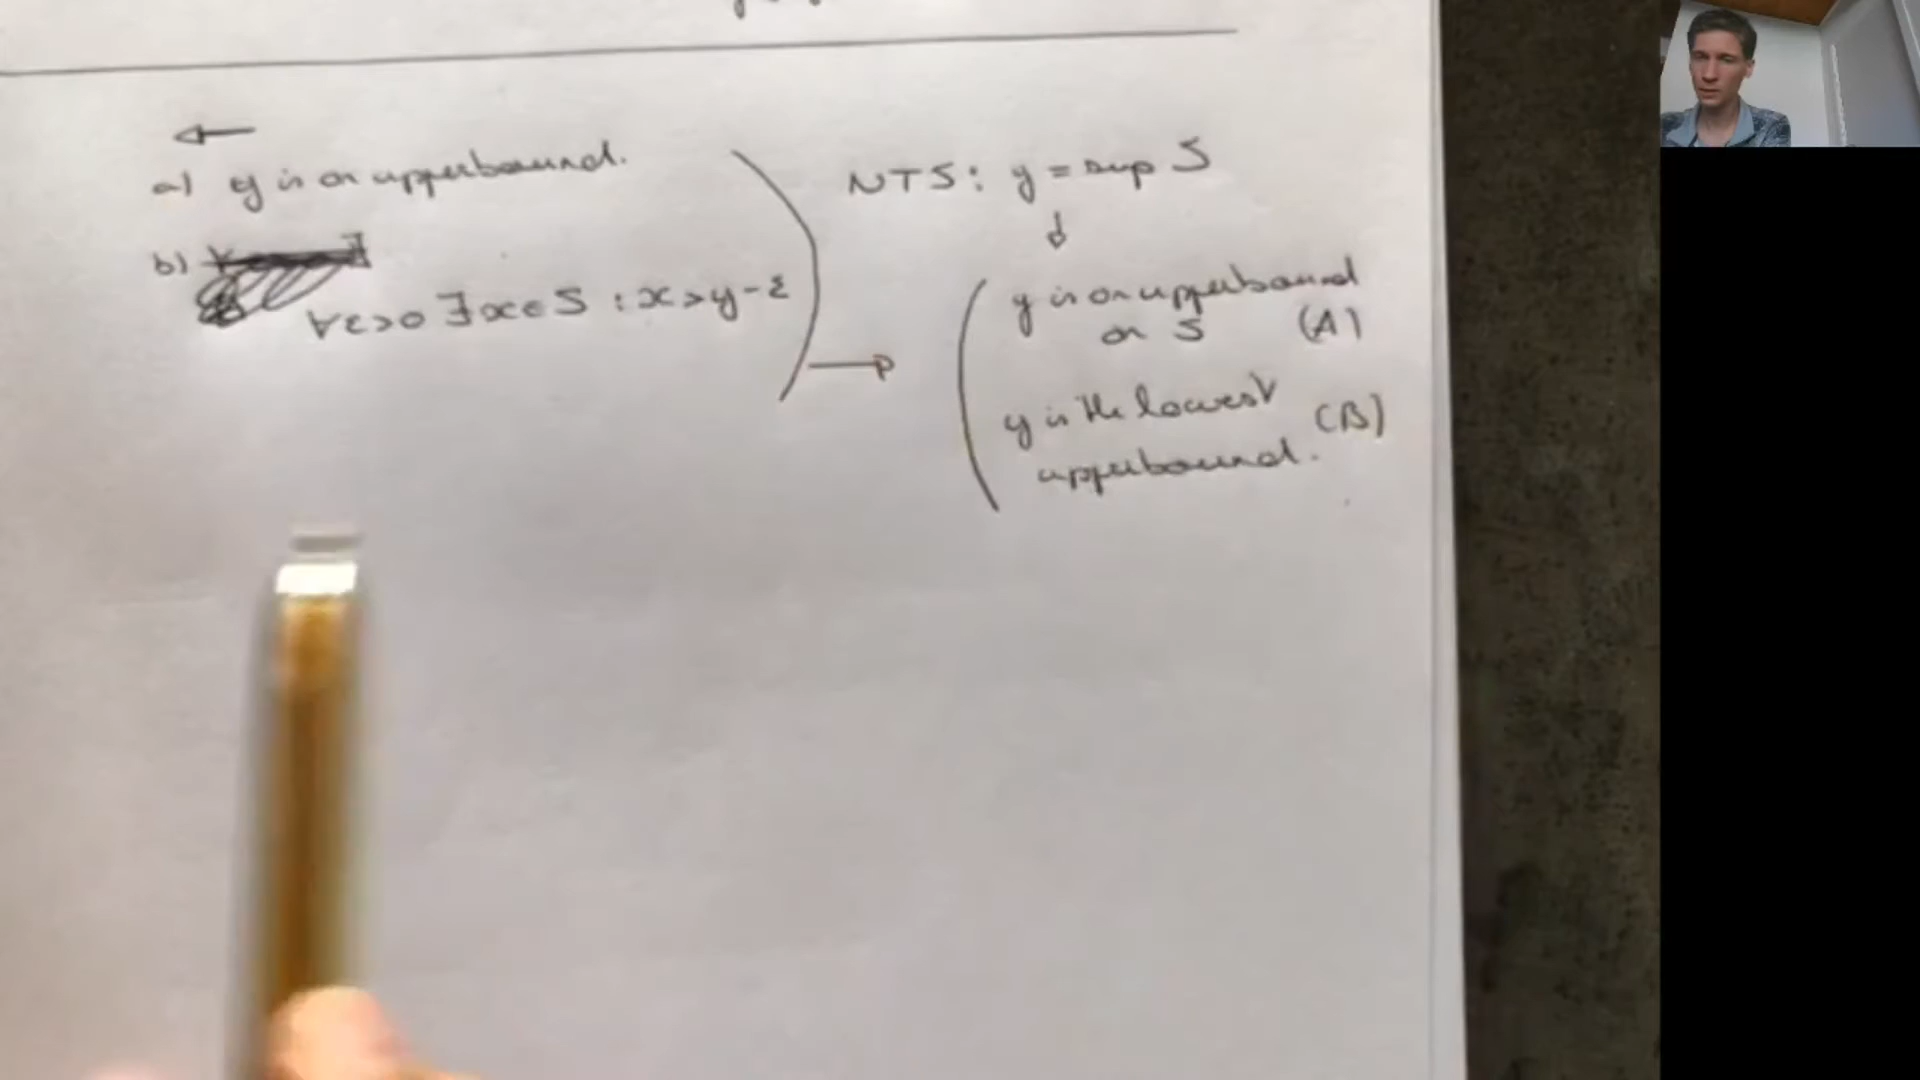 ←
a) y is an upperbound.
b)
∀ε>0 ∃x∈S : x>y-ε
→
NTS: y = sup S
↓
y is an upperbound
on S (A)
y is the lowest (B)
upperbound.